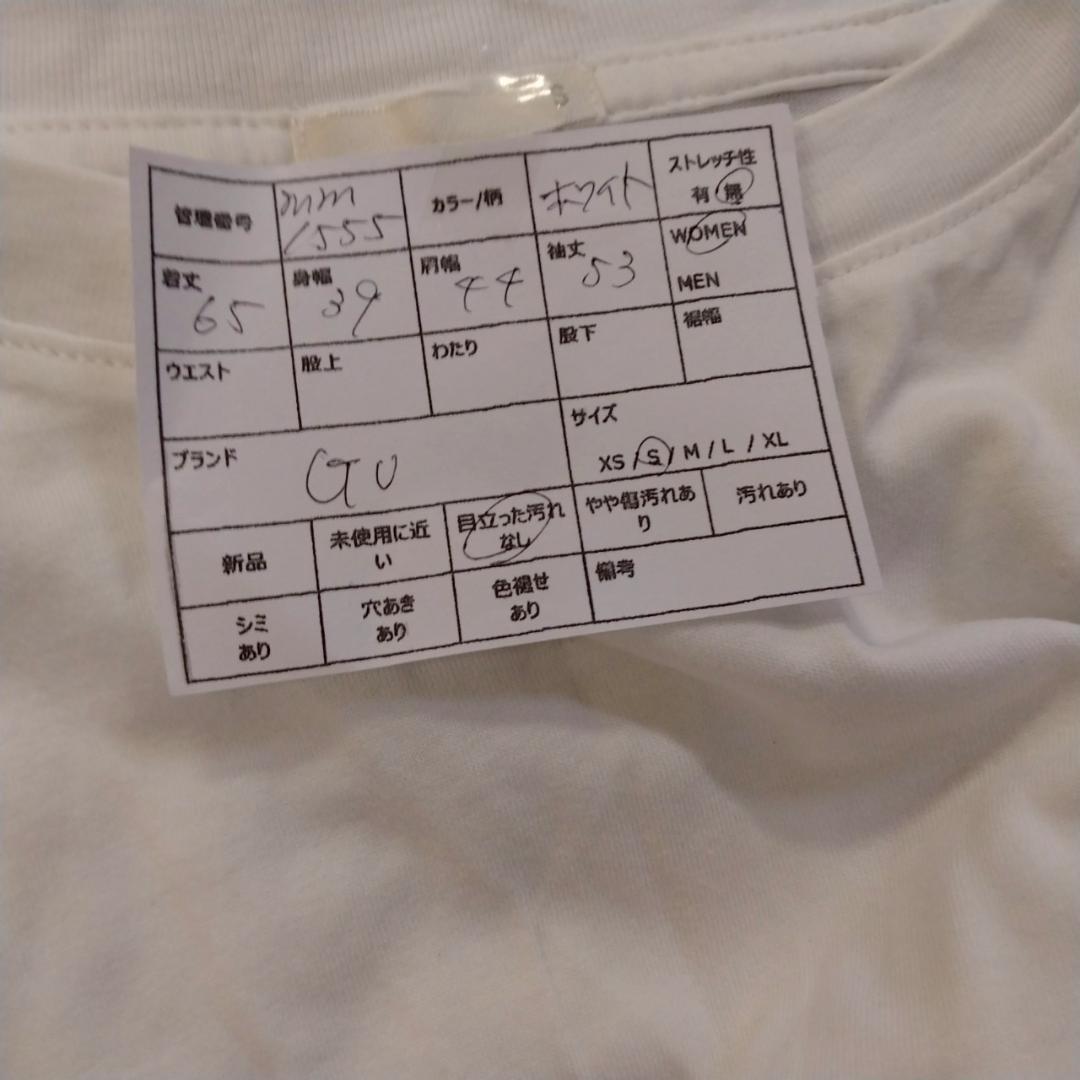 S
管理番号 mm 1555 カラー/柄 ホワイト ストレッチ性 有 無
着丈 65 身幅 39 肩幅 44 袖丈 53 WOMEN MEN
ウエスト 股上 わたり 股下 裾幅
ブランド GU サイズ XS / S / M / L / XL
新品 未使用に近い 目立った汚れなし やや傷汚れあり 汚れあり
シミあり 穴あきあり 色褪せあり 備考